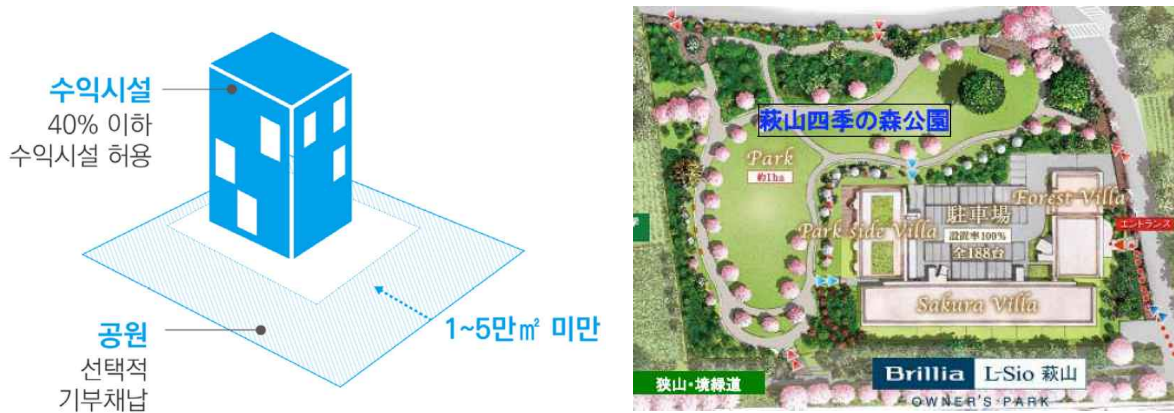 수익시설
40% 이하
수익시설 허용
공원
선택적
기부채납
1~5만㎡ 미만
萩山四季の森公園
Park
約1ha
Forest Villa
駐車場
設置率100%
全188台
Park side Villa
エントランス
Sakura Villa
狭山・境緑道
Brillia L-Sio 萩山
OWNER'S PARK